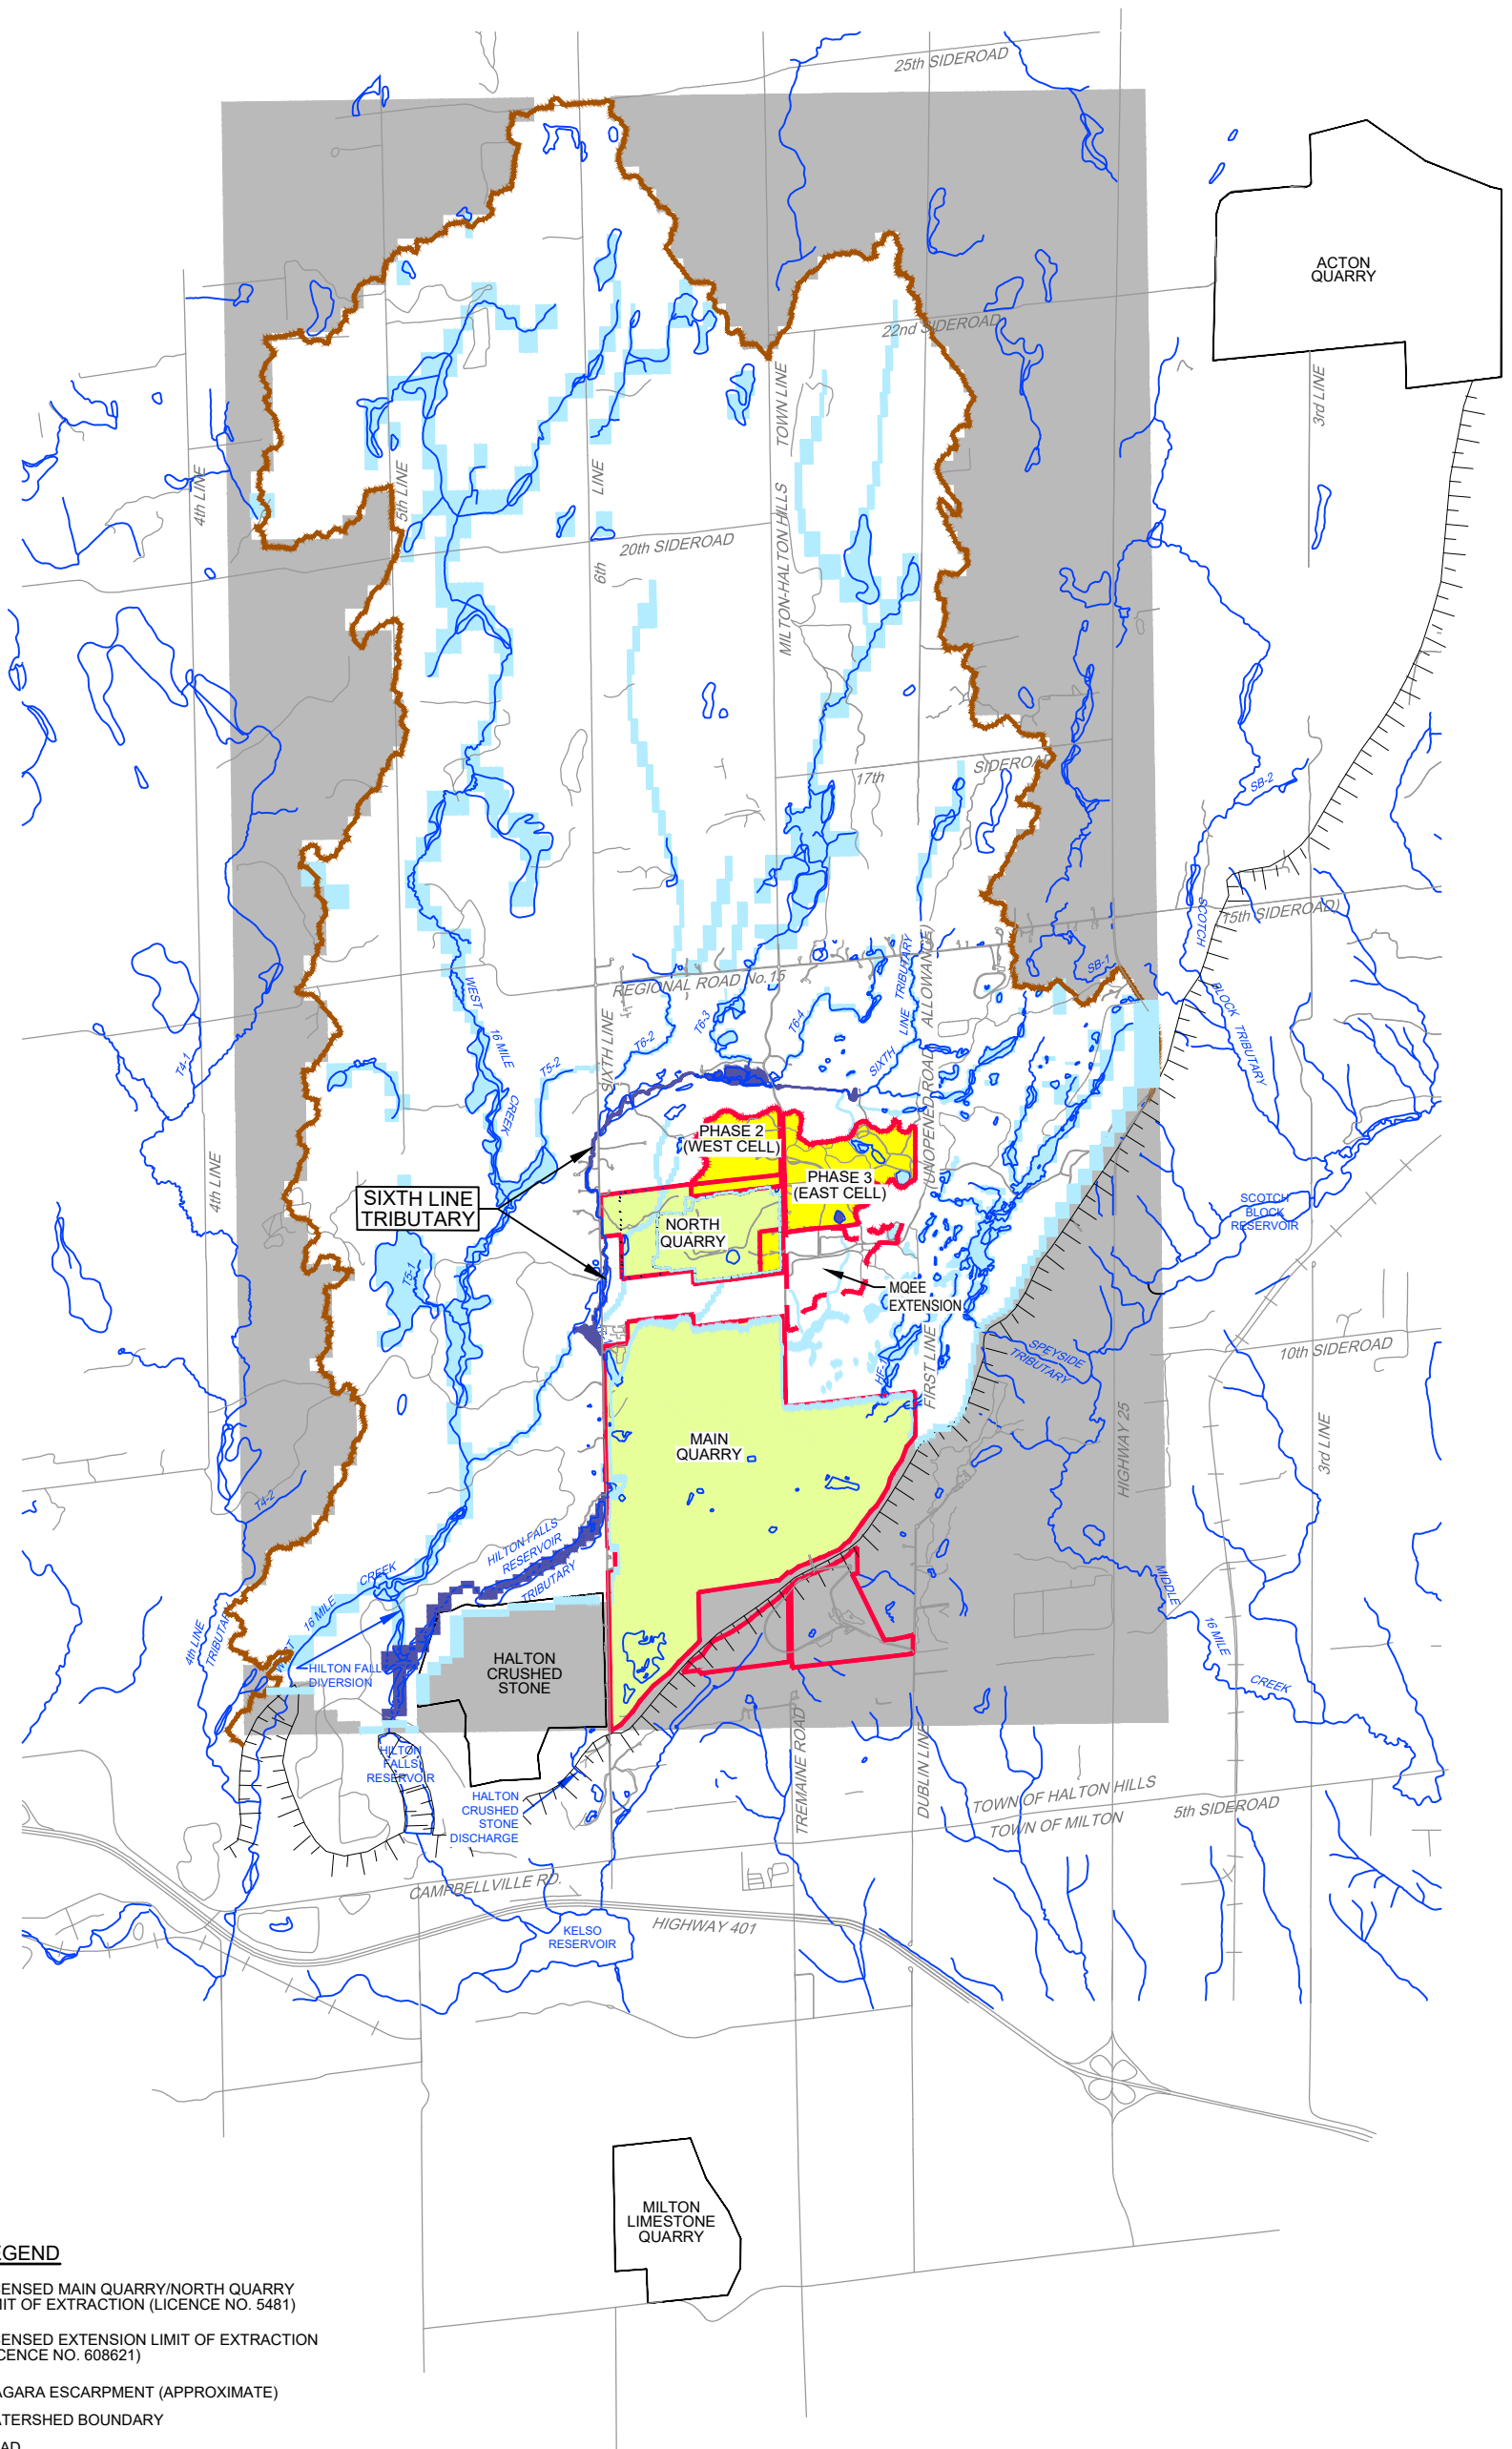 25th SIDEROAD
ACTON
QUARRY
22nd SIDEROAD
3rd LINE
TOWN LINE
MILTON-HALTON HILLS
4th LINE
5th LINE
LINE
6th
20th SIDEROAD
17th
SIDEROAD
SB-2
15th SIDEROAD)
SCOTCH
BLOCK TRIBUTARY
SB-1
REGIONAL ROAD No.15
WEST
16 MILE
CREEK
T5-2
T6-2
T6-3
T6-4
SIXTH
LINE TRIBUTARY
ALLOWANCE)
(UNOPENED ROAD
FIRST LINE
SIXTH LINE
T4-1
4th LINE
PHASE 2
(WEST CELL)
PHASE 3
(EAST CELL)
SIXTH LINE
TRIBUTARY
NORTH
QUARRY
SCOTCH
BLOCK
RESERVOIR
T5-1
MQEE
EXTENSION
SPEYSIDE
TRIBUTARY
10th SIDEROAD
HF-1
HIGHWAY 25
3rd LINE
MAIN
QUARRY
T4-2
HILTON FALLS
RESERVOIR
TRIBUTARY
16 MILE
CREEK
4th LINE
MIDDLE
16 MILE
CREEK
HALTON
CRUSHED
STONE
DIVERSION
HILTON
FALLS
RESERVOIR
HALTON
CRUSHED
STONE
DISCHARGE
TREMAINE ROAD
DUBLIN LINE
TOWN OF HALTON HILLS
TOWN OF MILTON
5th SIDEROAD
CAMPBELLVILLE RD.
HIGHWAY 401
KELSO
RESERVOIR
MILTON
LIMESTONE
QUARRY
EGEND
ENSED MAIN QUARRY/NORTH QUARRY
IT OF EXTRACTION (LICENCE NO. 5481)
ENSED EXTENSION LIMIT OF EXTRACTION
CENCE NO. 608621)
AGARA ESCARPMENT (APPROXIMATE)
ATERSHED BOUNDARY